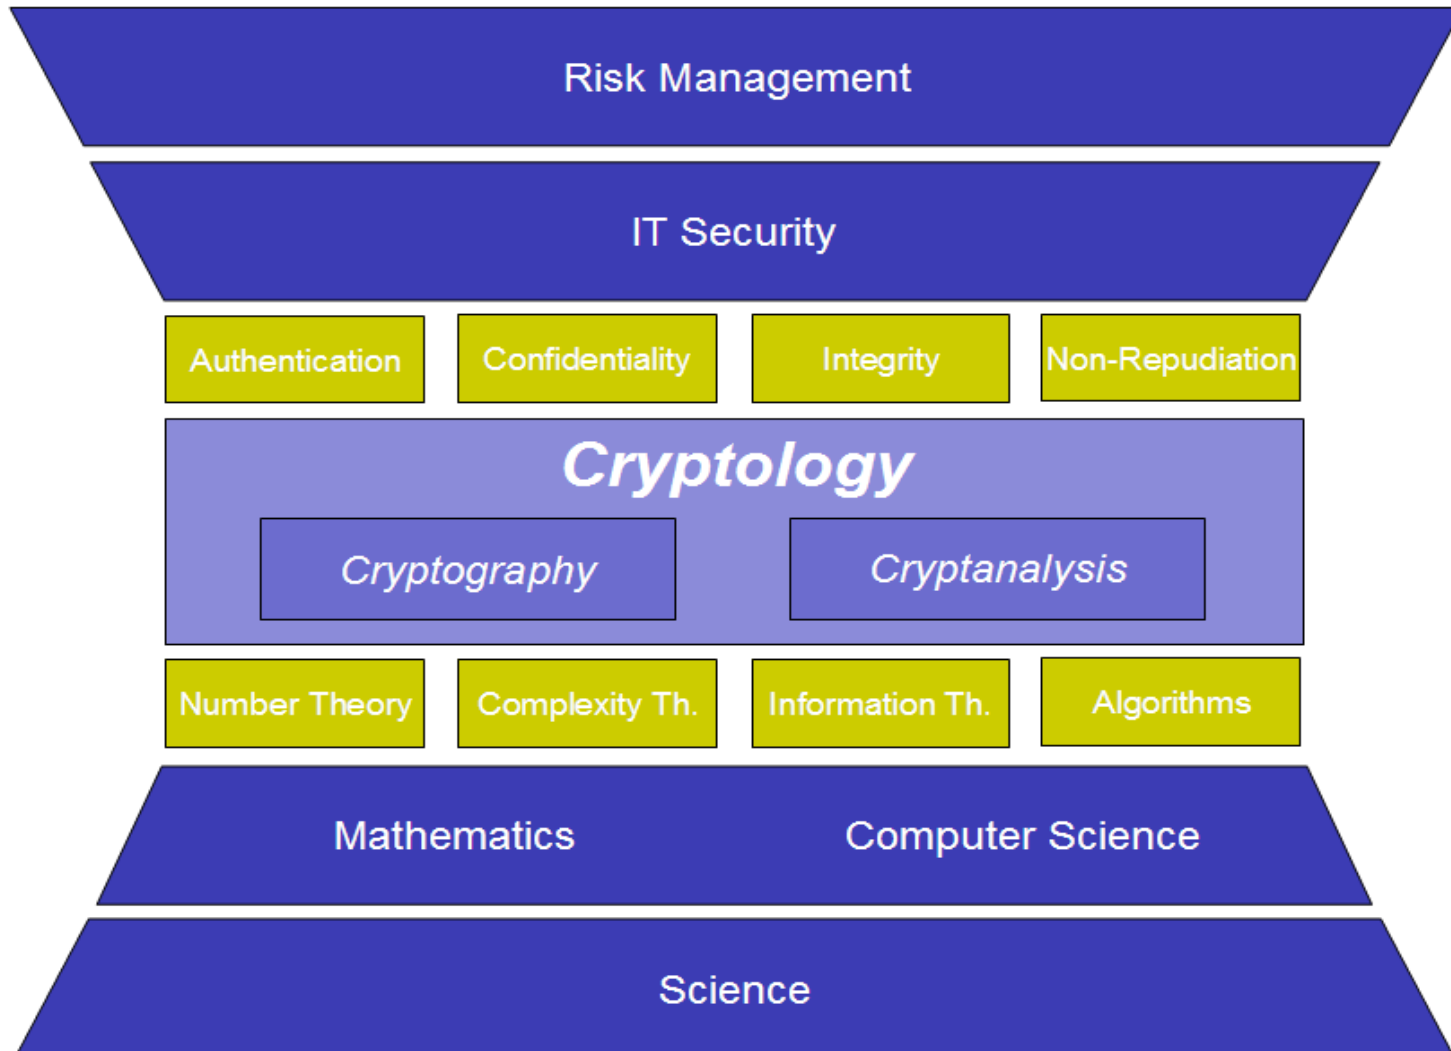 Risk Management
IT Security
Authentication
Confidentiality
Integrity
Non-Repudiation
Cryptology
Cryptography
Cryptanalysis
Number Theory
Complexity Th.
Information Th.
Algorithms
Mathematics
Computer Science
Science